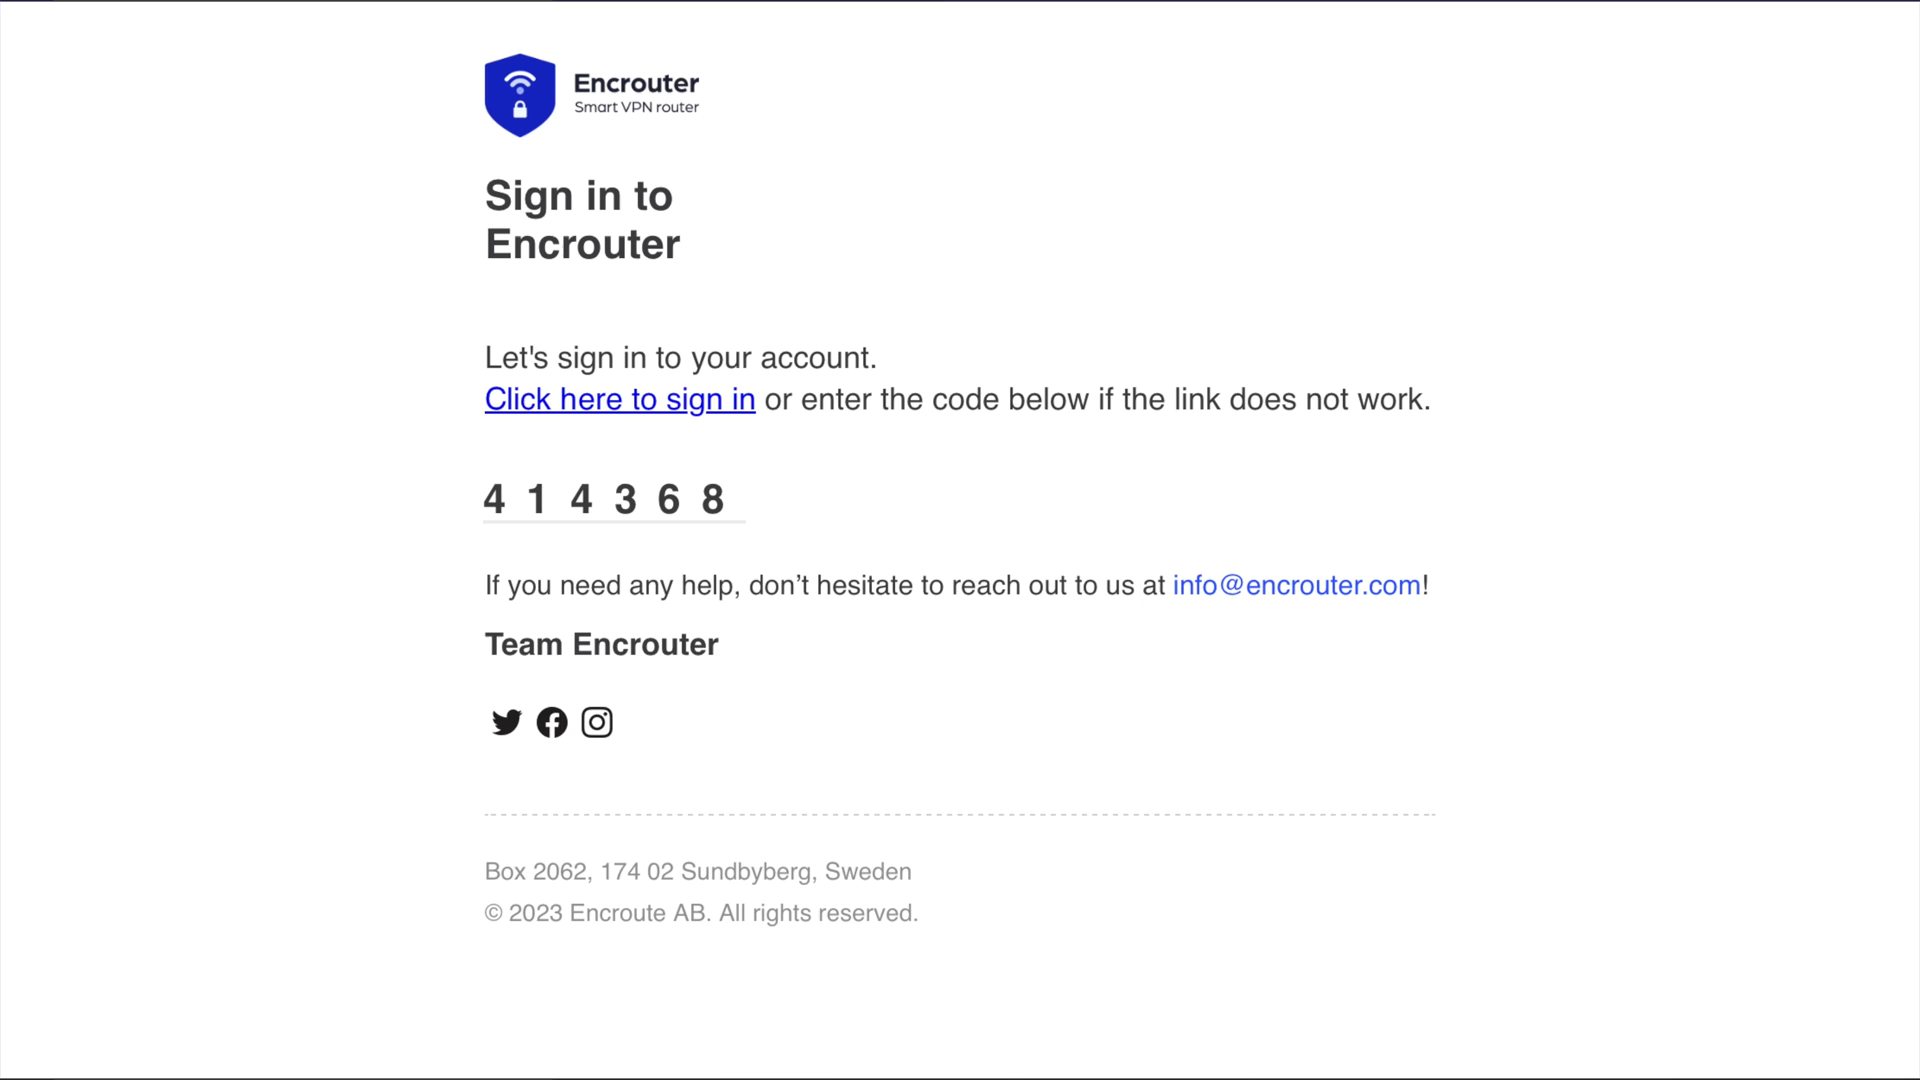 Encrouter
Smart VPN router
Sign in to
Encrouter
Let's sign in to your account.
Click here to sign in or enter the code below if the link does not work.
4 1 4 3 6 8
If you need any help, don’t hesitate to reach out to us at info@encrouter.com!
Team Encrouter
Box 2062, 174 02 Sundbyberg, Sweden
© 2023 Encroute AB. All rights reserved.